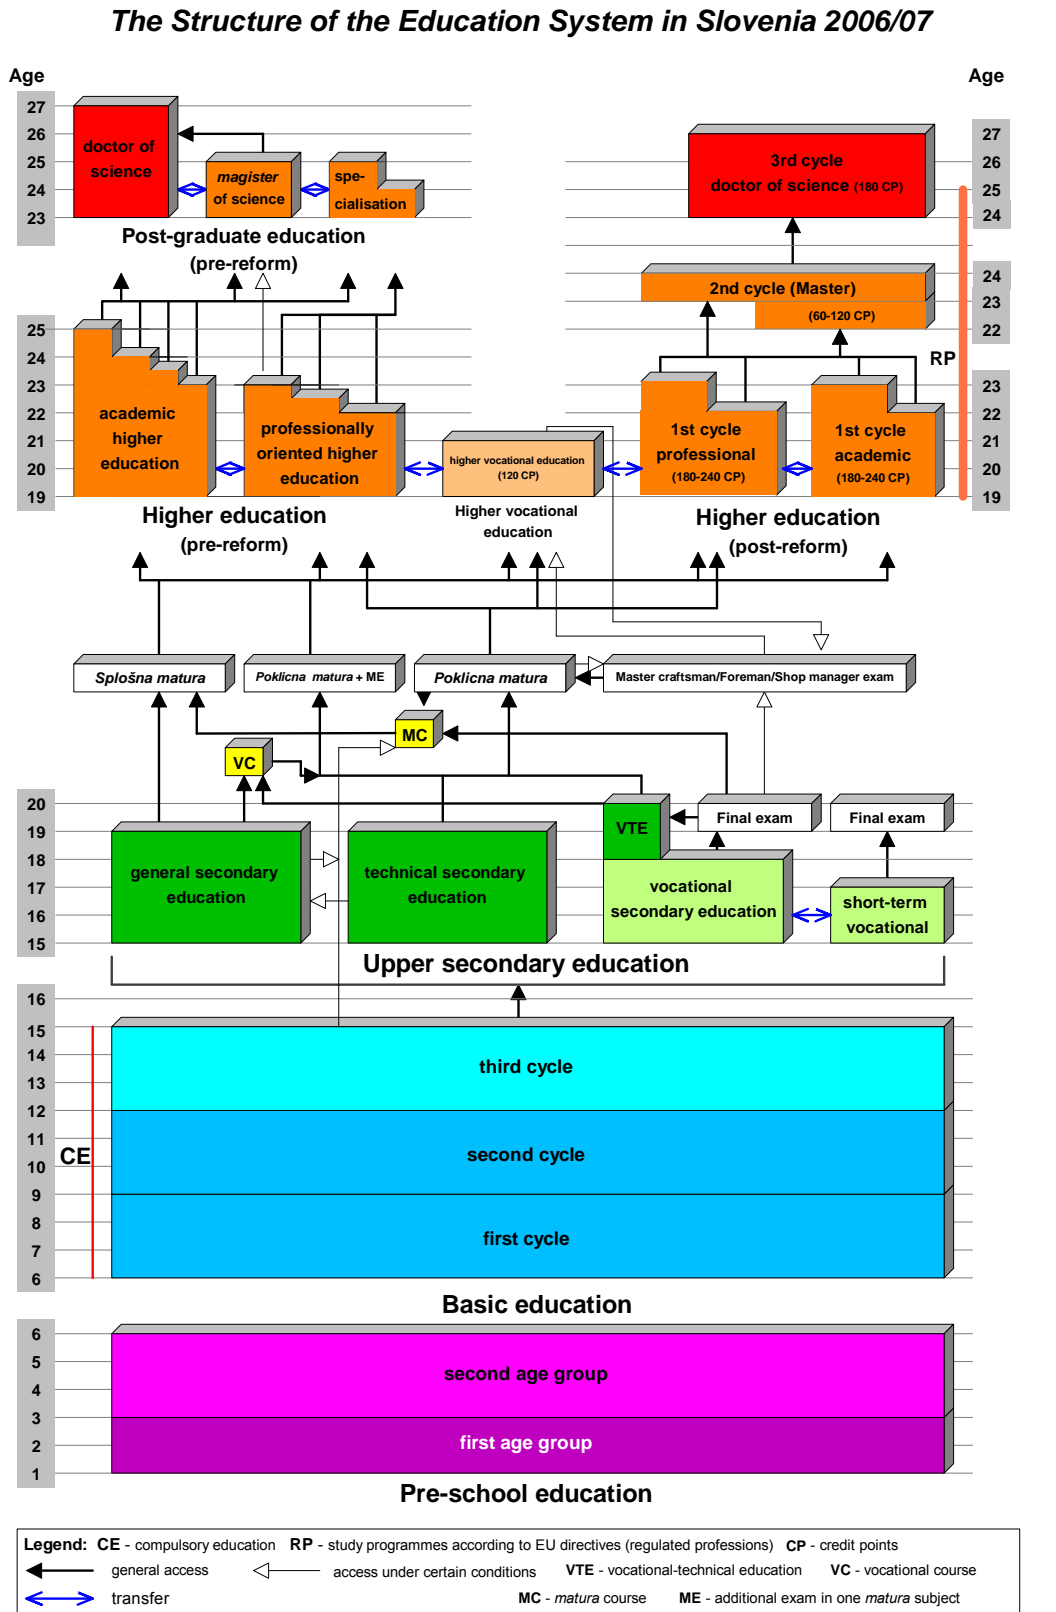 The Structure of the Education System in Slovenia 2006/07
Age
Age
27
26
25
24
23
doctor of
science
magister
of science
spe-
cialisation
Post-graduate education
(pre-reform)
27
26
25
24
3rd cycle
doctor of science (180 CP)
24
23
22
2nd cycle (Master)
(60-120 CP)
RP
25
24
23
22
21
20
19
academic
higher
education
professionally
oriented higher
education
higher vocational education
(120 CP)
1st cycle
professional
(180-240 CP)
1st cycle
academic
(180-240 CP)
23
22
21
20
19
Higher education
(pre-reform)
Higher vocational
education
Higher education
(post-reform)
Splošna matura
Poklicna matura + ME
Poklicna matura
Master craftsman/Foreman/Shop manager exam
MC
VC
20
19
18
17
16
15
general secondary
education
technical secondary
education
VTE
Final exam
Final exam
vocational
secondary education
short-term
vocational
Upper secondary education
16
15
14
13
12
11
10
9
8
7
6
CE
third cycle
second cycle
first cycle
Basic education
6
5
4
3
2
1
second age group
first age group
Pre-school education
Legend: CE - compulsory education RP - study programmes according to EU directives (regulated professions) CP - credit points
general access access under certain conditions VTE - vocational-technical education VC - vocational course
transfer MC - matura course ME - additional exam in one matura subject